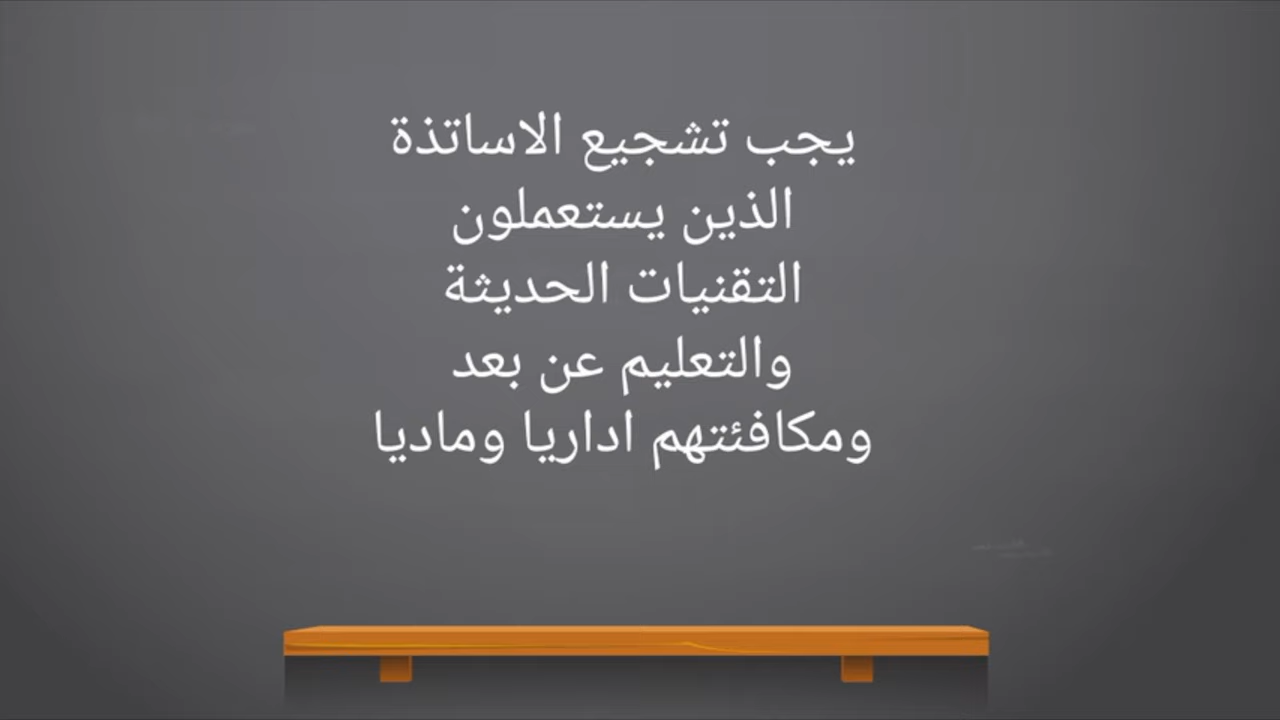 يجب تشجيع الاساتذة
الذين يستعملون
التقنيات الحديثة
والتعليم عن بعد
ومكافئتهم اداريا وماديا